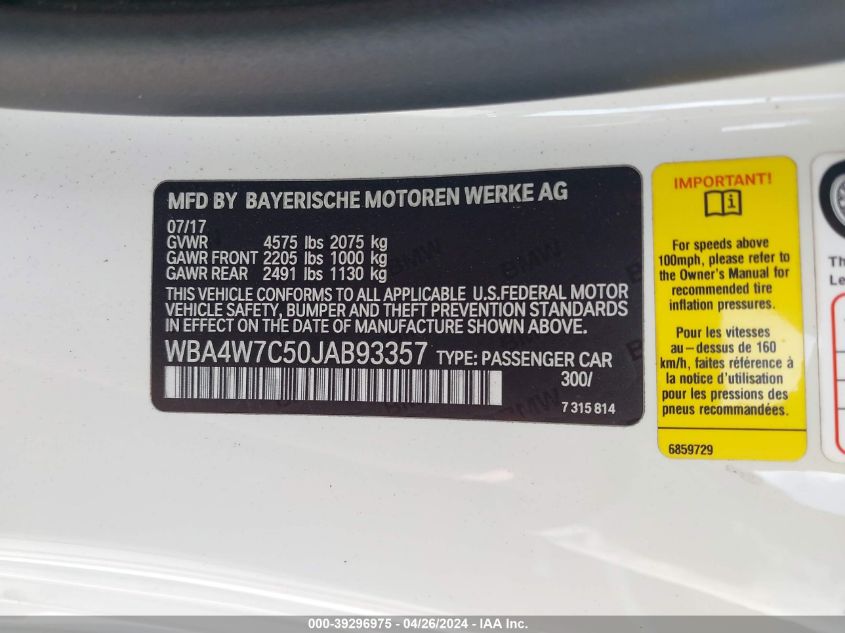 MFD BY BAYERISCHE MOTOREN WERKE AG
07/17
GVWR 4575 lbs 2075 kg
GAWR FRONT 2205 lbs 1000 kg
GAWR REAR 2491 lbs 1130 kg
THIS VEHICLE CONFORMS TO ALL APPLICABLE U.S.FEDERAL MOTOR
VEHICLE SAFETY, BUMPER AND THEFT PREVENTION STANDARDS
IN EFFECT ON THE DATE OF MANUFACTURE SHOWN ABOVE.
WBA4W7C50JAB93357 TYPE: PASSENGER CAR
300/
7 315 814
IMPORTANT!
For speeds above
100mph, please refer to
the Owner's Manual for
recommended tire
inflation pressures.
Pour les vitesses
au-dessus de 160
km/h, faites référence à
la notice d'utilisation
pour les pressions des
pneus recommandées.
6859729
Le
000-39296975 - 04/26/2024 - IAA Inc.